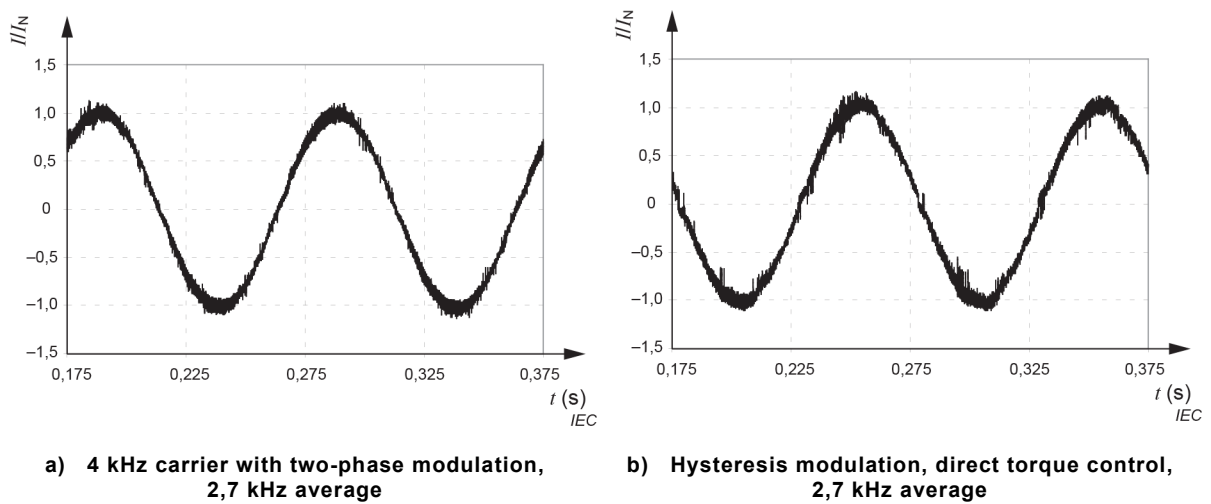 I/I_N
1,5
1,0
0,5
0
–0,5
–1,0
–1,5
0,175
0,225
0,275
0,325
0,375
t (s)
IEC
a) 4 kHz carrier with two-phase modulation,
2,7 kHz average
I/I_N
1,5
1,0
0,5
0
–0,5
–1,0
–1,5
0,175
0,225
0,275
0,325
0,375
t (s)
IEC
b) Hysteresis modulation, direct torque control,
2,7 kHz average